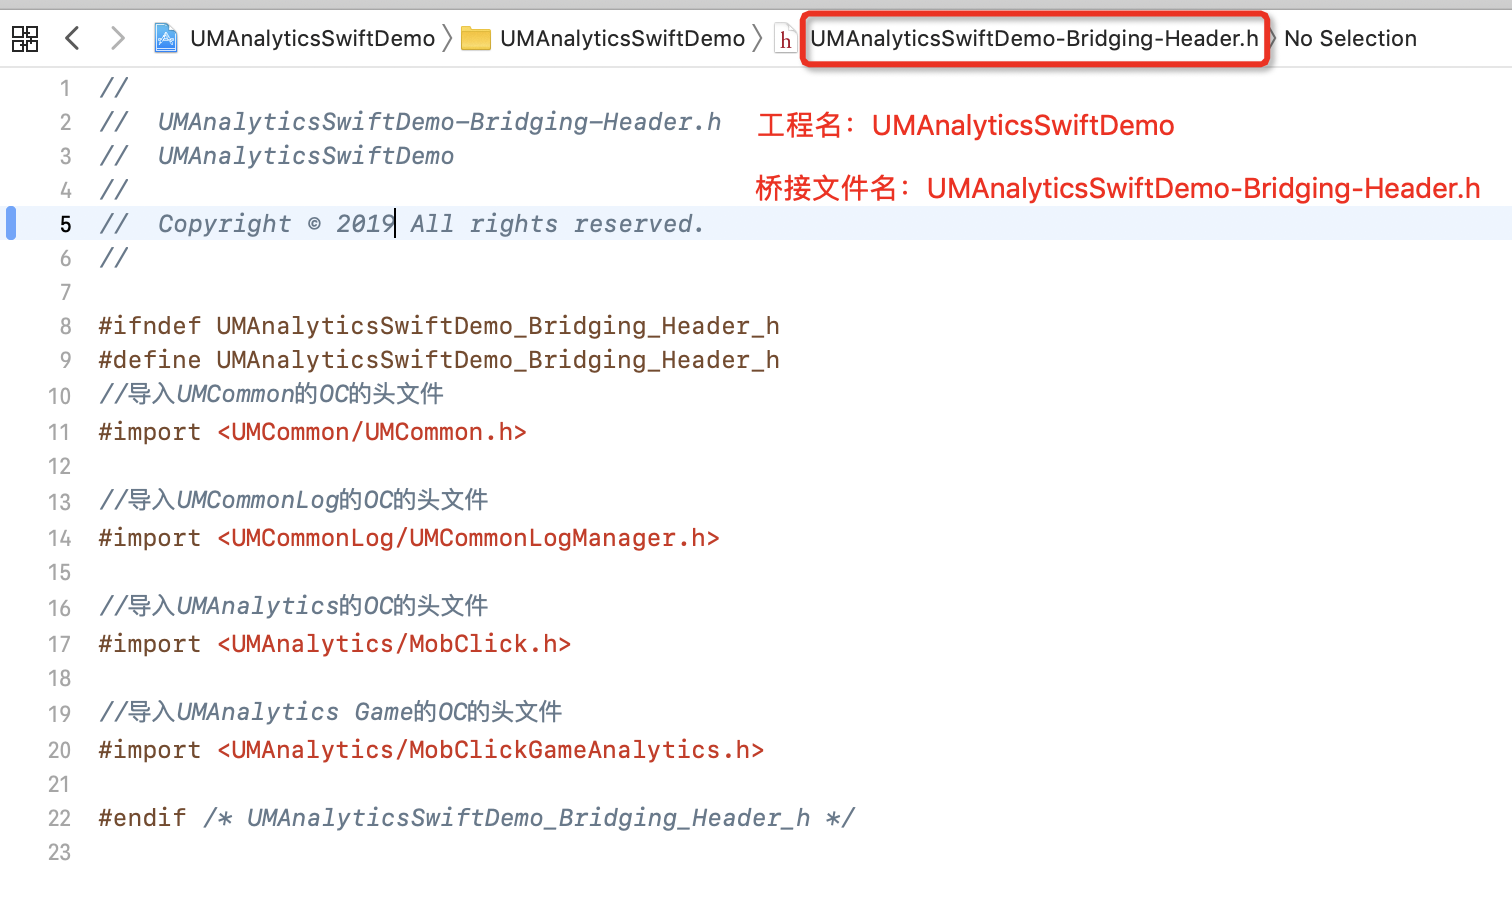 UMAnalyticsSwiftDemo UMAnalyticsSwiftDemo h UMAnalyticsSwiftDemo-Bridging-Header.h No Selection
1 //
2 // UMAnalyticsSwiftDemo-Bridging-Header.h
工程名：UMAnalyticsSwiftDemo
3 // UMAnalyticsSwiftDemo
4 //
桥接文件名：UMAnalyticsSwiftDemo-Bridging-Header.h
5 // Copyright © 2019 All rights reserved.
6 //
7
8 #ifndef UMAnalyticsSwiftDemo_Bridging_Header_h
9 #define UMAnalyticsSwiftDemo_Bridging_Header_h
10 //导入UMCommon的OC的头文件
11 #import <UMCommon/UMCommon.h>
12
13 //导入UMCommonLog的OC的头文件
14 #import <UMCommonLog/UMCommonLogManager.h>
15
16 //导入UMAnalytics的OC的头文件
17 #import <UMAnalytics/MobClick.h>
18
19 //导入UMAnalytics Game的OC的头文件
20 #import <UMAnalytics/MobClickGameAnalytics.h>
21
22 #endif /* UMAnalyticsSwiftDemo_Bridging_Header_h */
23